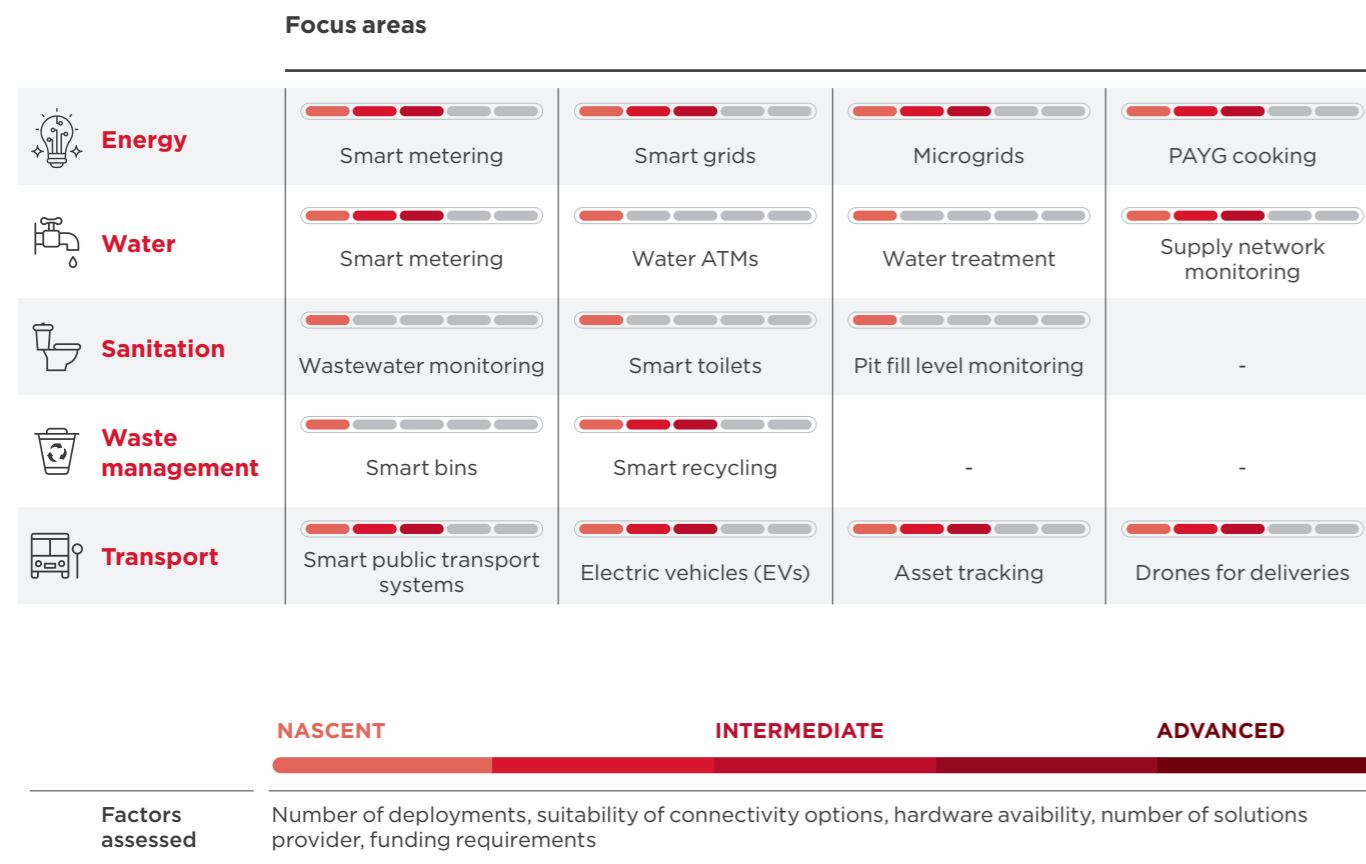 Focus areas
Energy
Smart metering
Smart grids
Microgrids
PAYG cooking
Water
Smart metering
Water ATMs
Water treatment
Supply network
monitoring
Sanitation
Wastewater monitoring
Smart toilets
Pit fill level monitoring
-
Waste
management
Smart bins
Smart recycling
-
-
Transport
Smart public transport
systems
Electric vehicles (EVs)
Asset tracking
Drones for deliveries
NASCENT
INTERMEDIATE
ADVANCED
Factors
assessed
Number of deployments, suitability of connectivity options, hardware avaibility, number of solutions
provider, funding requirements